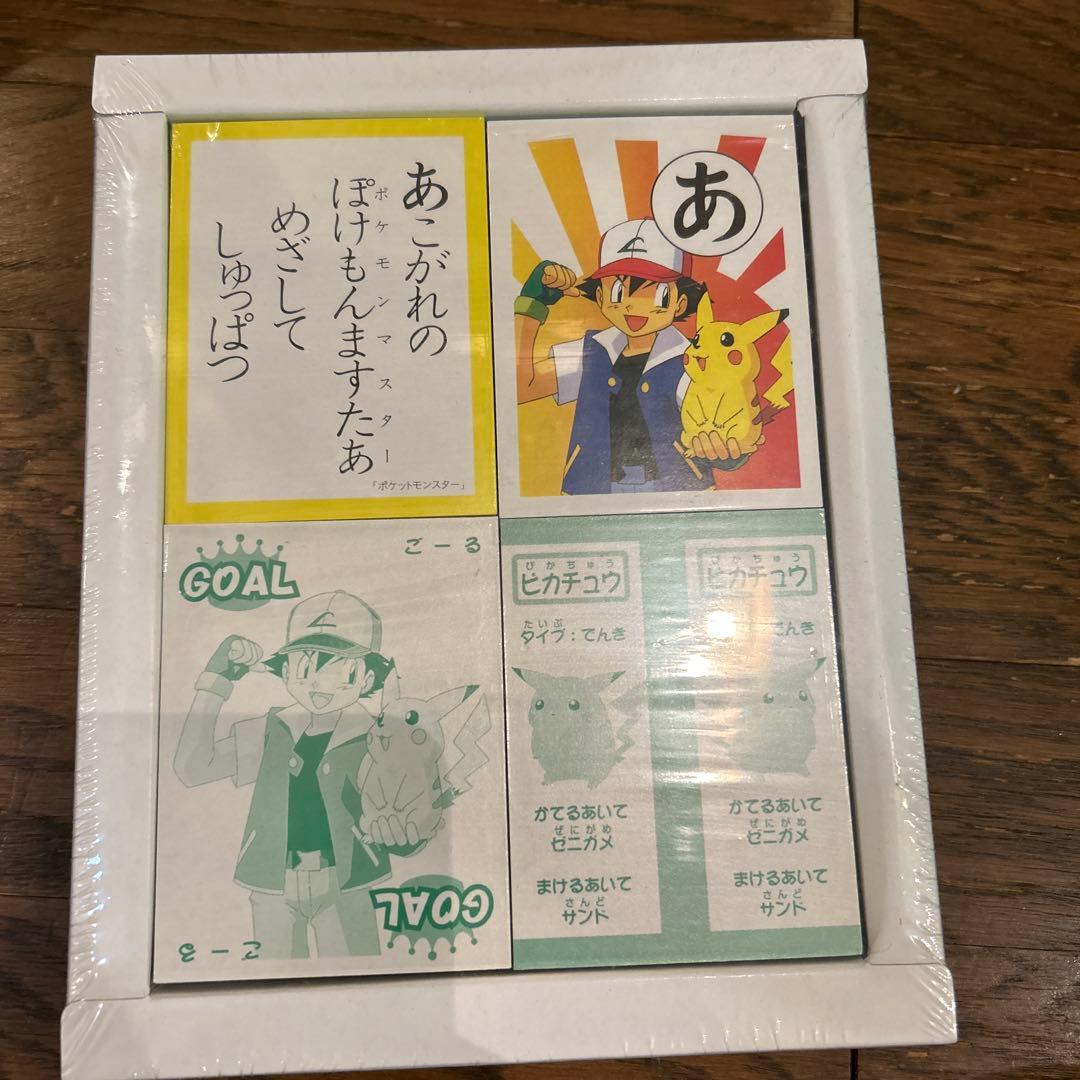 あこがれの
ぽけもんますたあ
ポケモンマスター
めざして
しゅっぱつ
「ポケットモンスター」
あ
GOAL
ごーる
GOAL
ごーる
ぴかちゅう
ピカチュウ
たいぷ
タイプ：でんき
かてるあいて
ぜにがめ
ゼニガメ
まけるあいて
さんど
サンド
ぴかちゅう
ピカチュウ
でんき
かてるあいて
ぜにがめ
ゼニガメ
まけるあいて
さんど
サンド